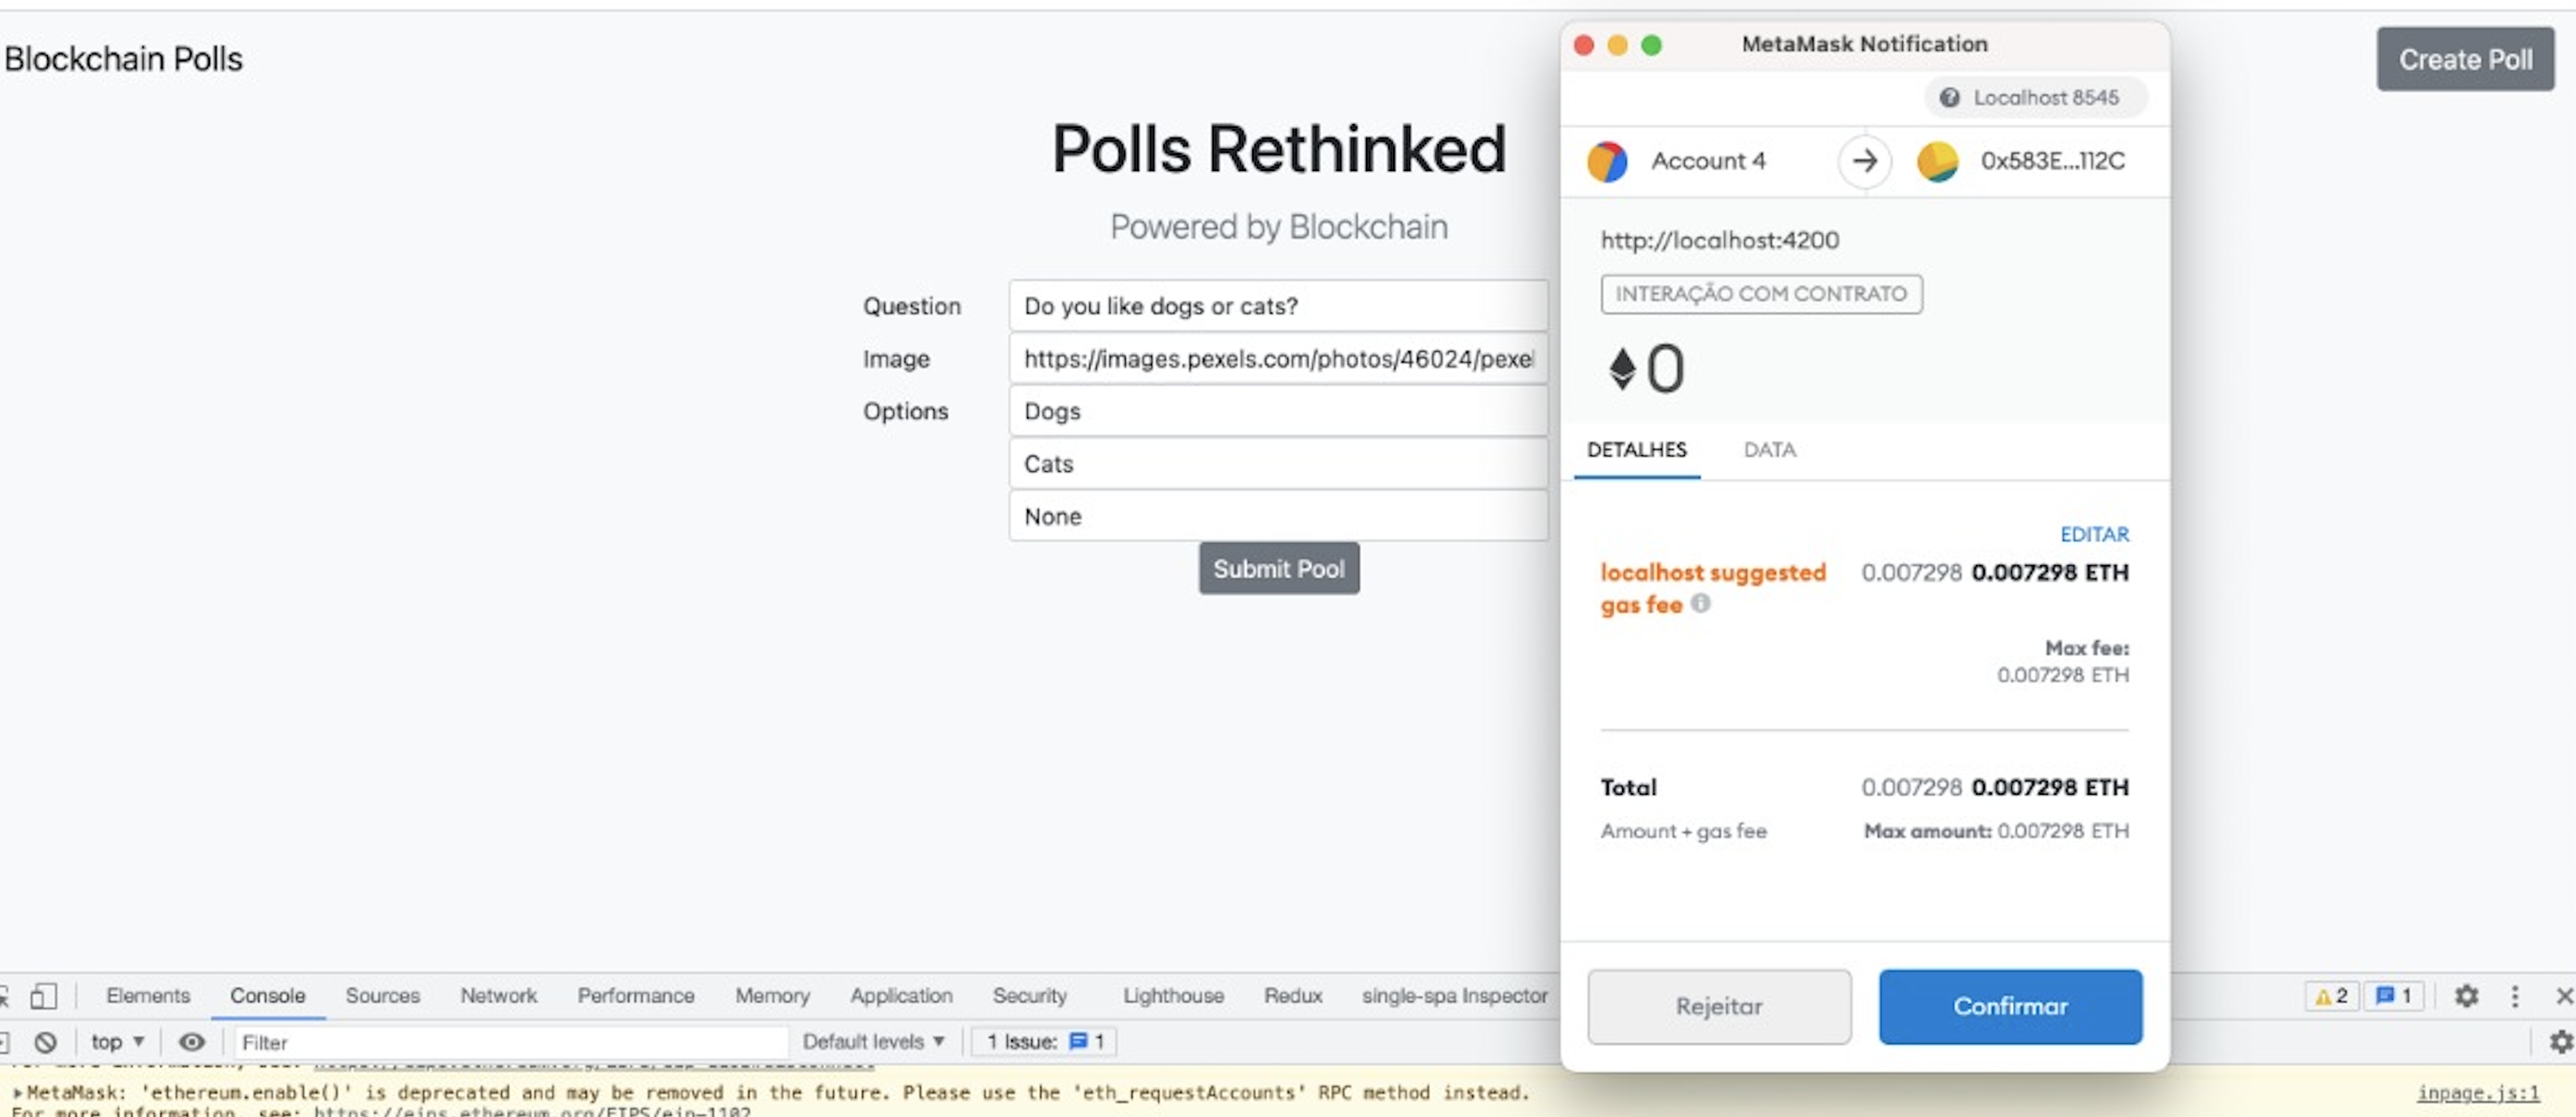 Blockchain Polls
Create Poll
Polls Rethinked
Powered by Blockchain
Question
Do you like dogs or cats?
Image
https://images.pexels.com/photos/46024/pexel
Options
Dogs
Cats
None
Submit Pool
MetaMask Notification
Localhost 8545
Account 4
0x583E...112C
http://localhost:4200
INTERAÇÃO COM CONTRATO
0
DETALHES DATA
EDITAR
localhost suggested 0.007298 0.007298 ETH
gas fee
Max fee:
0.007298 ETH
Total 0.007298 0.007298 ETH
Amount + gas fee Max amount: 0.007298 ETH
Rejeitar Confirmar
Elements Console Sources Network Performance Memory Application Security Lighthouse Redux single-spa Inspector 2 1
top Filter Default levels 1 Issue: 1
MetaMask: 'ethereum.enable()' is deprecated and may be removed in the future. Please use the 'eth_requestAccounts' RPC method instead. inpage.js:1
For more information, see: https://eips.ethereum.org/EIPS/eip-1102